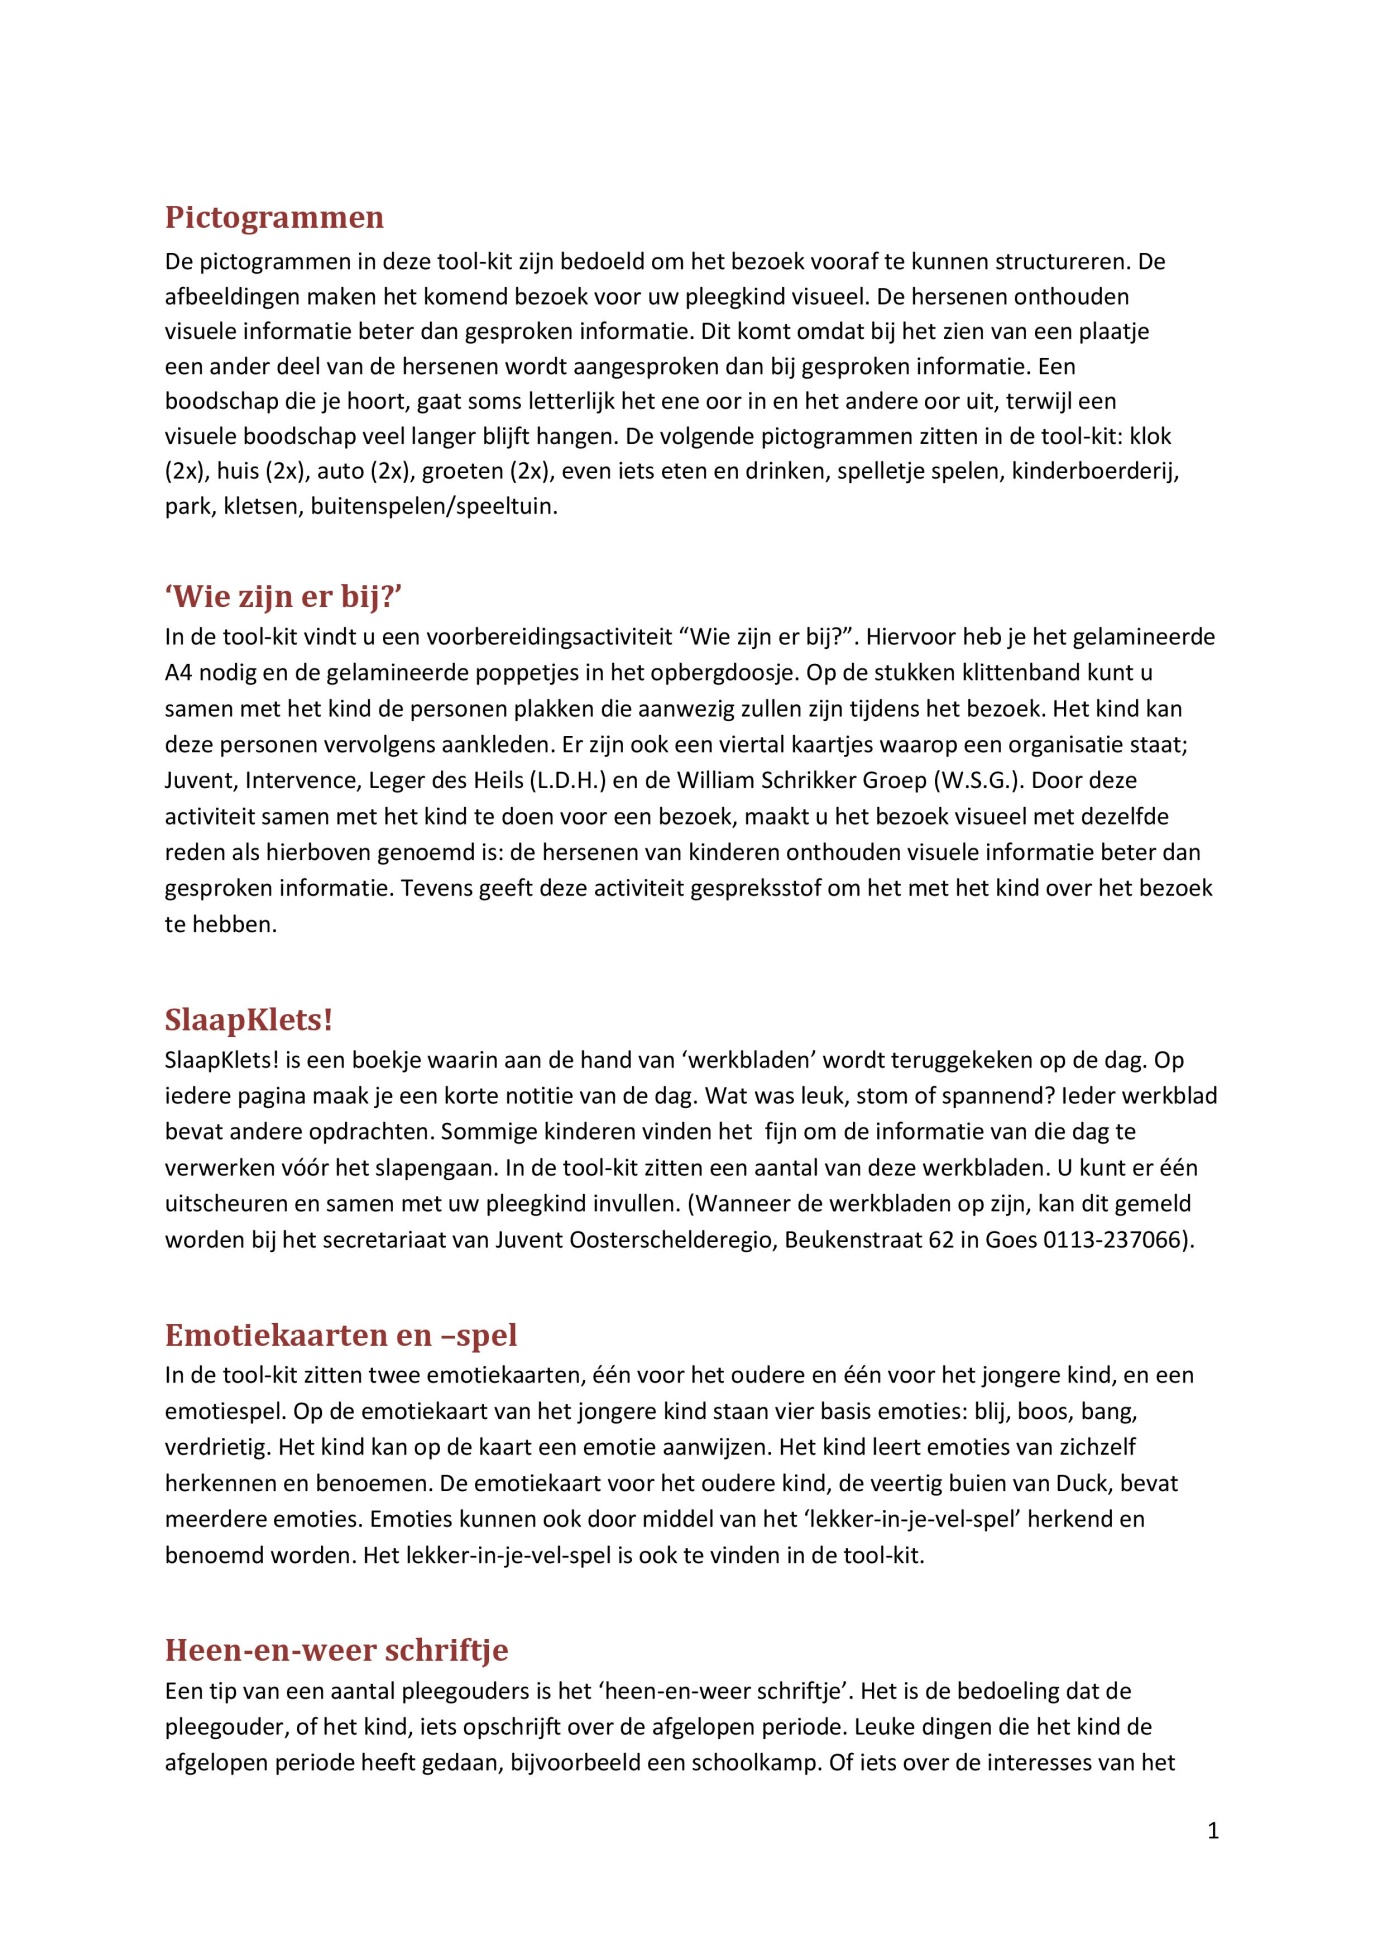 Pictogrammen
De pictogrammen in deze tool-kit zijn bedoeld om het bezoek vooraf te kunnen structureren. De
afbeeldingen maken het komend bezoek voor uw pleegkind visueel. De hersenen onthouden
visuele informatie beter dan gesproken informatie. Dit komt omdat bij het zien van een plaatje
een ander deel van de hersenen wordt aangesproken dan bij gesproken informatie. Een
boodschap die je hoort, gaat soms letterlijk het ene oor in en het andere oor uit, terwijl een
visuele boodschap veel langer blijft hangen. De volgende pictogrammen zitten in de tool-kit: klok
(2x), huis (2x), auto (2x), groeten (2x), even iets eten en drinken, spelletje spelen, kinderboerderij,
park, kletsen, buitenspelen/speeltuin.
‘Wie zijn er bij?’
In de tool-kit vindt u een voorbereidingsactiviteit “Wie zijn er bij?”. Hiervoor heb je het gelamineerde
A4 nodig en de gelamineerde poppetjes in het opbergdoosje. Op de stukken klittenband kunt u
samen met het kind de personen plakken die aanwezig zullen zijn tijdens het bezoek. Het kind kan
deze personen vervolgens aankleden. Er zijn ook een viertal kaartjes waarop een organisatie staat;
Juvent, Intervence, Leger des Heils (L.D.H.) en de William Schrikker Groep (W.S.G.). Door deze
activiteit samen met het kind te doen voor een bezoek, maakt u het bezoek visueel met dezelfde
reden als hierboven genoemd is: de hersenen van kinderen onthouden visuele informatie beter dan
gesproken informatie. Tevens geeft deze activiteit gespreksstof om het met het kind over het bezoek
te hebben.
SlaapKlets!
SlaapKlets! is een boekje waarin aan de hand van ‘werkbladen’ wordt teruggekeken op de dag. Op
iedere pagina maak je een korte notitie van de dag. Wat was leuk, stom of spannend? Ieder werkblad
bevat andere opdrachten. Sommige kinderen vinden het  fijn om de informatie van die dag te
verwerken vóór het slapengaan. In de tool-kit zitten een aantal van deze werkbladen. U kunt er één
uitscheuren en samen met uw pleegkind invullen. (Wanneer de werkbladen op zijn, kan dit gemeld
worden bij het secretariaat van Juvent Oosterschelderegio, Beukenstraat 62 in Goes 0113-237066).
Emotiekaarten en –spel
In de tool-kit zitten twee emotiekaarten, één voor het oudere en één voor het jongere kind, en een
emotiespel. Op de emotiekaart van het jongere kind staan vier basis emoties: blij, boos, bang,
verdrietig. Het kind kan op de kaart een emotie aanwijzen. Het kind leert emoties van zichzelf
herkennen en benoemen. De emotiekaart voor het oudere kind, de veertig buien van Duck, bevat
meerdere emoties. Emoties kunnen ook door middel van het ‘lekker-in-je-vel-spel’ herkend en
benoemd worden. Het lekker-in-je-vel-spel is ook te vinden in de tool-kit.
Heen-en-weer schriftje
Een tip van een aantal pleegouders is het ‘heen-en-weer schriftje’. Het is de bedoeling dat de
pleegouder, of het kind, iets opschrijft over de afgelopen periode. Leuke dingen die het kind de
afgelopen periode heeft gedaan, bijvoorbeeld een schoolkamp. Of iets over de interesses van het
1